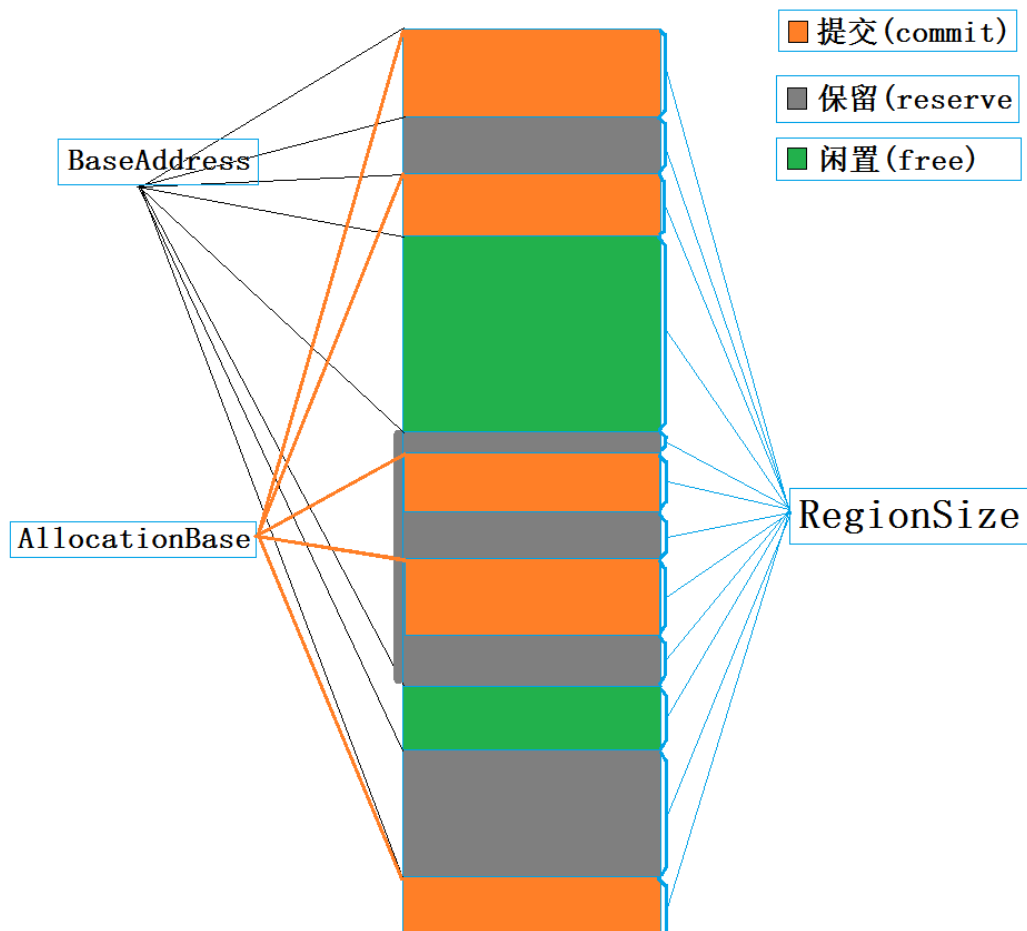 提交(commit)
保留(reserve
闲置(free)
BaseAddress
RegionSize
AllocationBase